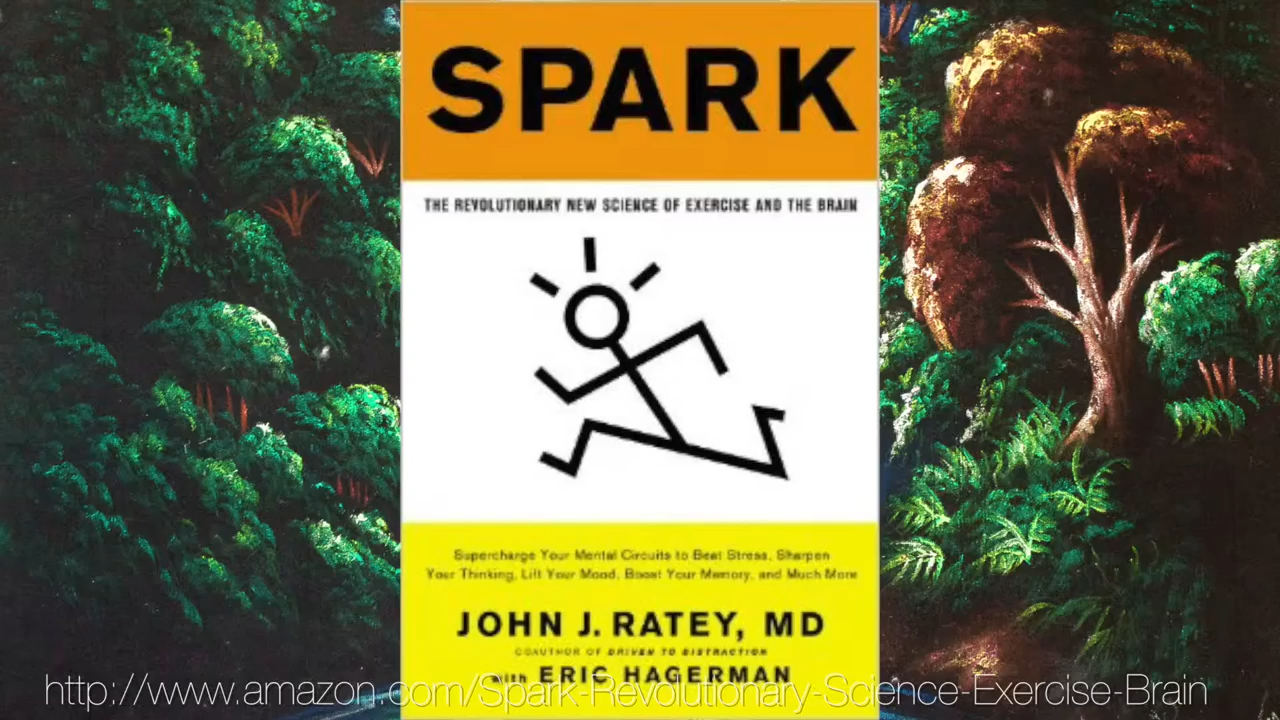 SPARK
THE REVOLUTIONARY NEW SCIENCE OF EXERCISE AND THE BRAIN
Supercharge Your Mental Circuits to Beat Stress, Sharpen
Your Thinking, Lift Your Mood, Boost Your Memory, and Much More
JOHN J. RATEY, MD
COAUTHOR OF DRIVEN TO DISTRACTION
with ERIC HAGERMAN
http://www.amazon.com/Spark-Revolutionary-Science-Exercise-Brain